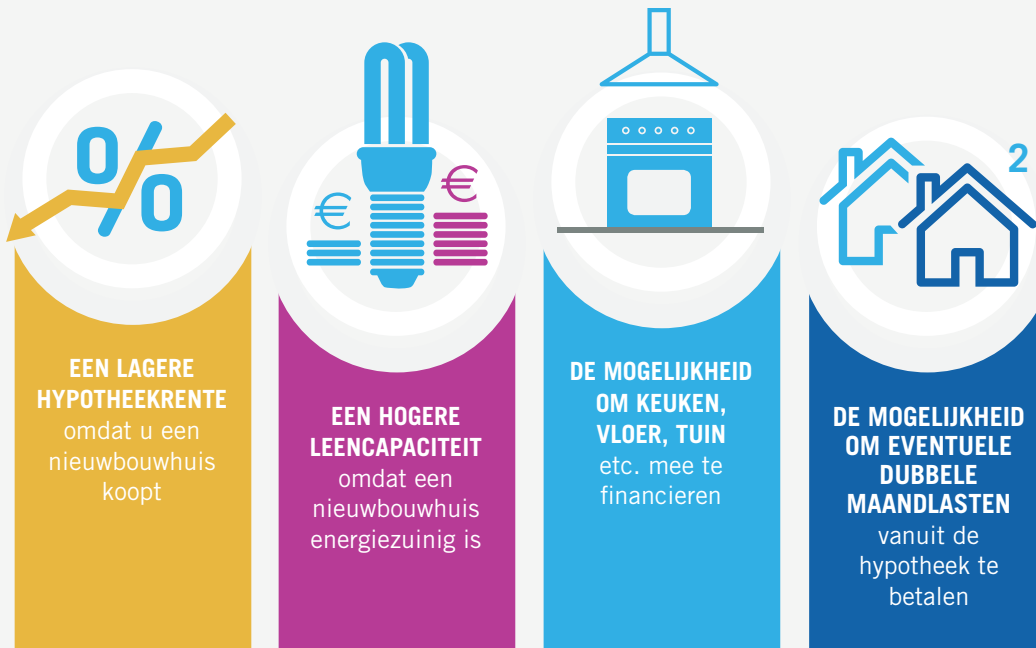 %
€
€
2
EEN LAGERE
HYPOTHEEKRENTE
omdat u een
nieuwbouwhuis
koopt
EEN HOGERE
LEENCAPACITEIT
omdat een
nieuwbouwhuis
energiezuinig is
DE MOGELIJKHEID
OM KEUKEN,
VLOER, TUIN
etc. mee te
financieren
DE MOGELIJKHEID
OM EVENTUELE
DUBBELE
MAANDLASTEN
vanuit de
hypotheek te
betalen